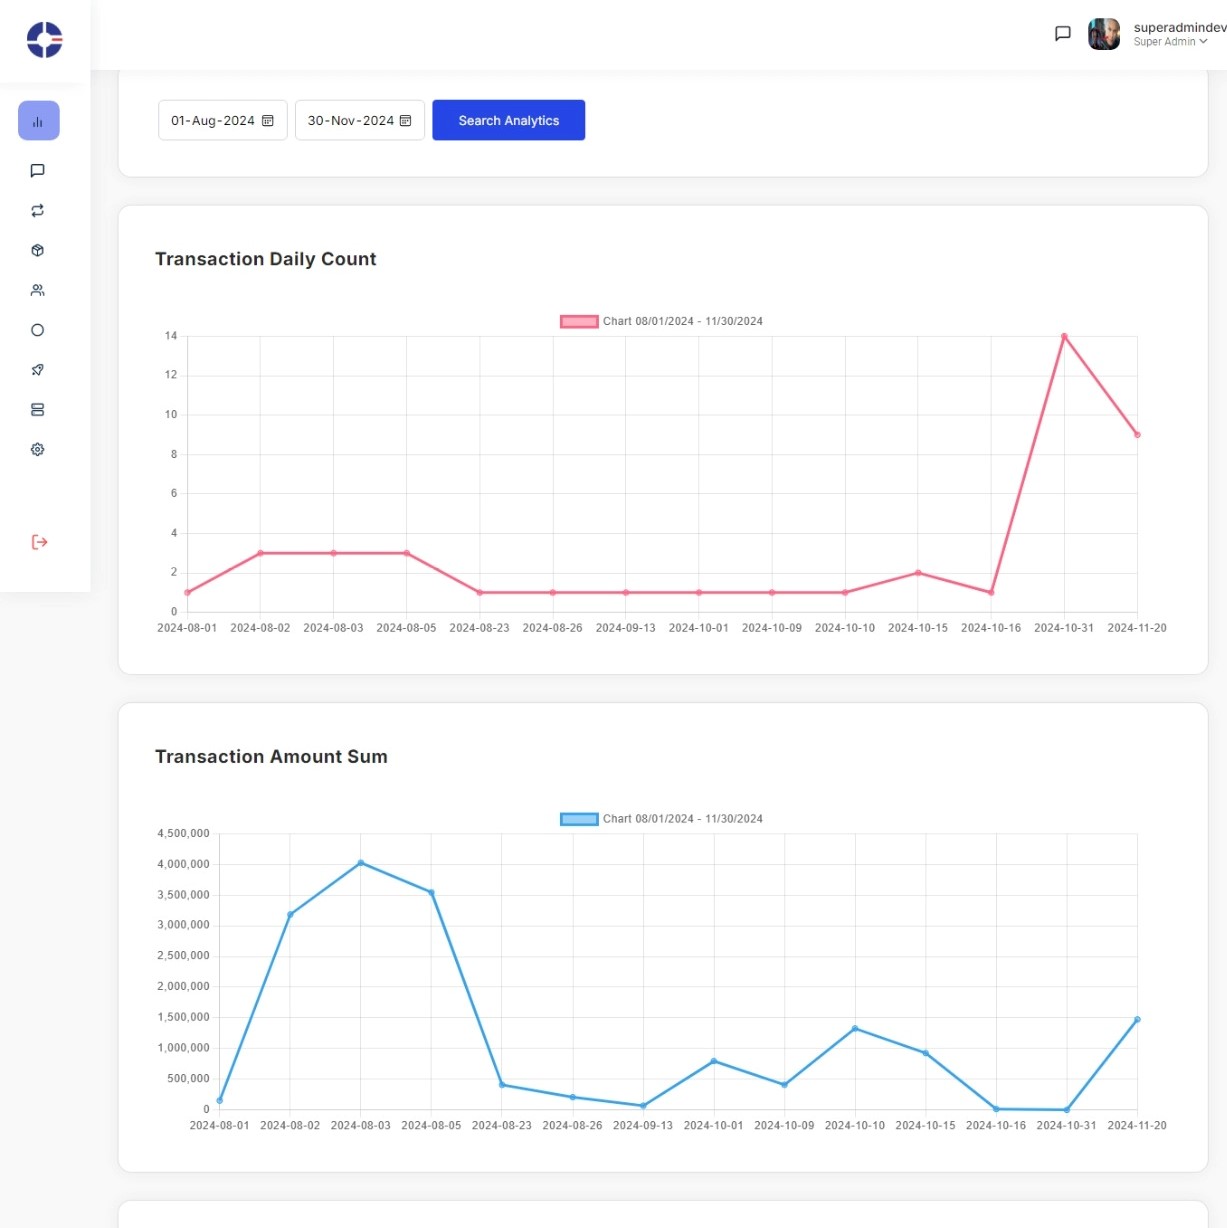 superadmindev
Super Admin
01-Aug-2024
30-Nov-2024
Search Analytics
Transaction Daily Count
Chart 08/01/2024 - 11/30/2024
14
12
10
8
6
4
2
0
2024-08-01 2024-08-02 2024-08-03 2024-08-05 2024-08-23 2024-08-26 2024-09-13 2024-10-01 2024-10-09 2024-10-10 2024-10-15 2024-10-16 2024-10-31 2024-11-20
Transaction Amount Sum
Chart 08/01/2024 - 11/30/2024
4,500,000
4,000,000
3,500,000
3,000,000
2,500,000
2,000,000
1,500,000
1,000,000
500,000
0
2024-08-01 2024-08-02 2024-08-03 2024-08-05 2024-08-23 2024-08-26 2024-09-13 2024-10-01 2024-10-09 2024-10-10 2024-10-15 2024-10-16 2024-10-31 2024-11-20